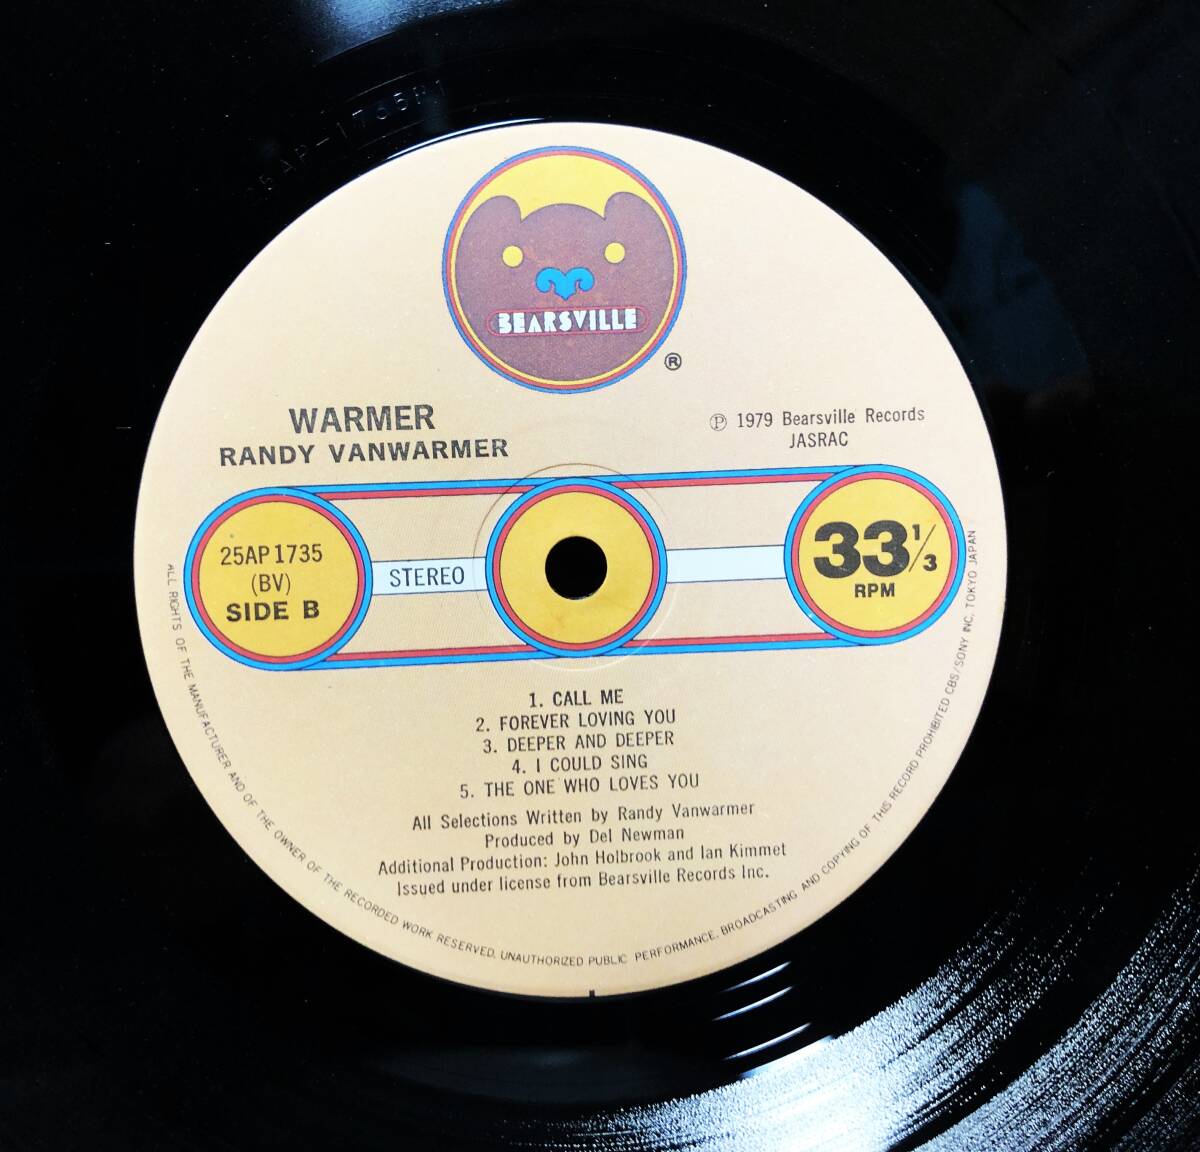 BEARSVILLE
®
WARMER
RANDY VANWARMER
Ⓟ 1979 Bearsville Records
JASRAC
25AP 1735
(BV)
SIDE B
STEREO
33 1/3
RPM
1. CALL ME
2. FOREVER LOVING YOU
3. DEEPER AND DEEPER
4. I COULD SING
5. THE ONE WHO LOVES YOU
All Selections Written by Randy Vanwarmer
Produced by Del Newman
Additional Production: John Holbrook and Ian Kimmet
Issued under license from Bearsville Records Inc.
ALL RIGHTS OF THE MANUFACTURER AND OF THE OWNER OF THE RECORDED WORK RESERVED. UNAUTHORIZED PUBLIC PERFORMANCE, BROADCASTING AND COPYING OF THIS RECORD PROHIBITED CBS/SONY INC. TOKYO JAPAN